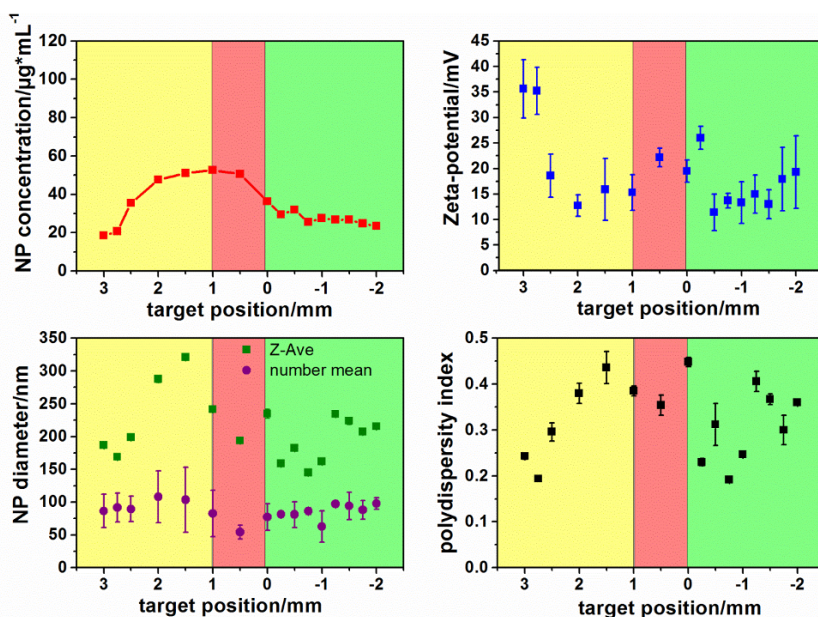 NP concentration/µg*mL⁻¹
120
100
80
60
40
20
0
3 2 1 0 -1 -2
target position/mm
Zeta-potential/mV
45
40
35
30
25
20
15
10
5
0
3 2 1 0 -1 -2
target position/mm
NP diameter/nm
350
300
250
200
150
100
50
0
Z-Ave
number mean
3 2 1 0 -1 -2
target position/mm
polydispersity index
0.5
0.4
0.3
0.2
0.1
0.0
3 2 1 0 -1 -2
target position/mm